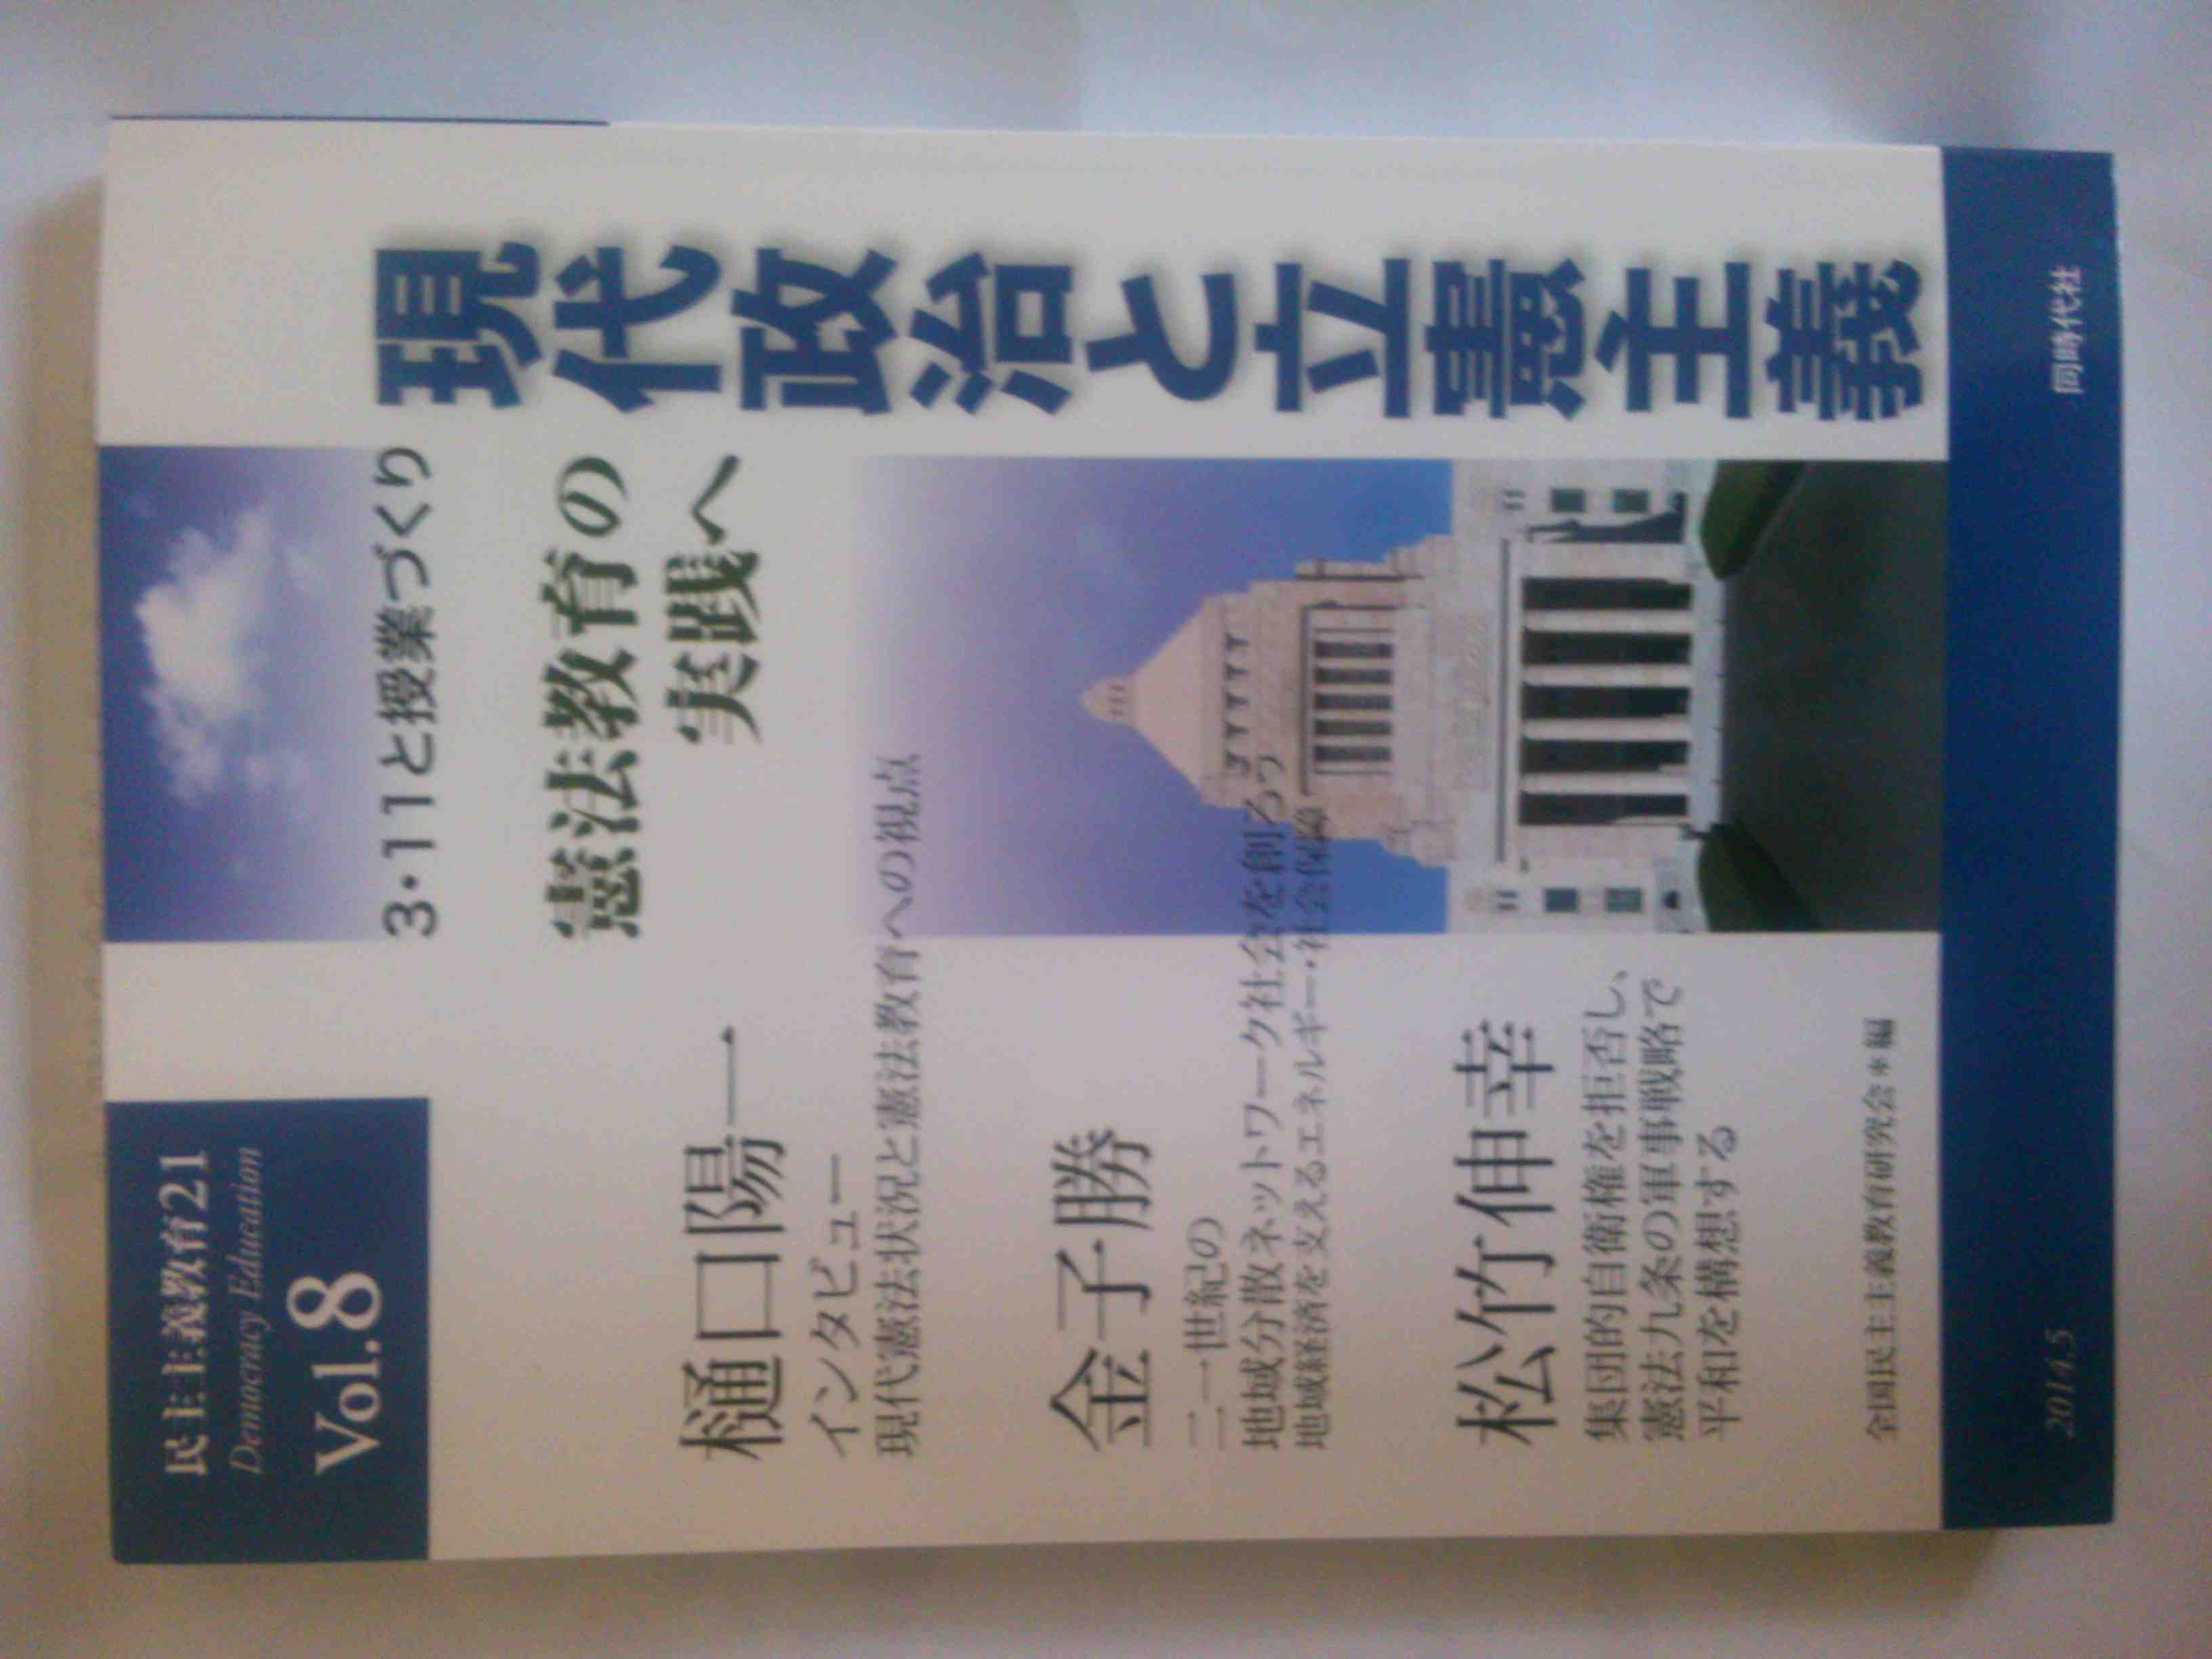 民主主義教育21
Democracy Education
Vol.8
現代政治と立憲主義
3・11と授業づくり
憲法教育の
実践へ
樋口陽一
インタビュー
現代憲法状況と憲法教育への視点
金子勝
二一世紀の
地域分散ネットワーク社会を創ろう
地域経済を支えるエネルギー・社会保障
松竹伸幸
集団的自衛権を拒否し、
憲法九条の軍事戦略で
平和を構想する
全国民主主義教育研究会＊編
2014.5
同時代社